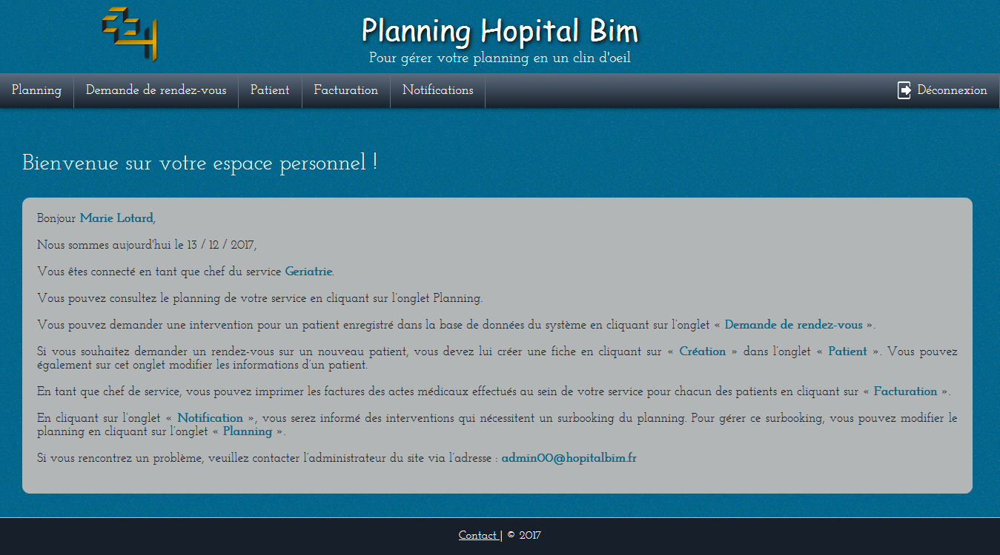 Planning Hopital Bim
Pour gérer votre planning en un clin d'oeil
Planning
Demande de rendez-vous
Patient
Facturation
Notifications
Déconnexion
Bienvenue sur votre espace personnel !
Bonjour Marie Lotard,
Nous sommes aujourd'hui le 13 / 12 / 2017,
Vous êtes connecté en tant que chef du service Geriatrie.
Vous pouvez consultez le planning de votre service en cliquant sur l'onglet Planning.
Vous pouvez demander une intervention pour un patient enregistré dans la base de données du système en cliquant sur l'onglet « Demande de rendez-vous ».
Si vous souhaitez demander un rendez-vous sur un nouveau patient, vous devez lui créer une fiche en cliquant sur « Création » dans l'onglet « Patient ». Vous pouvez
également sur cet onglet modifier les informations d'un patient.
En tant que chef de service, vous pouvez imprimer les factures des actes médicaux effectués au sein de votre service pour chacun des patients en cliquant sur « Facturation ».
En cliquant sur l'onglet « Notification », vous serez informé des interventions qui nécessitent un surbooking du planning. Pour gérer ce surbooking, vous pouvez modifier le
planning en cliquant sur l'onglet « Planning ».
Si vous rencontrez un problème, veuillez contacter l'administrateur du site via l'adresse : admin00@hopitalbim.fr
Contact | © 2017